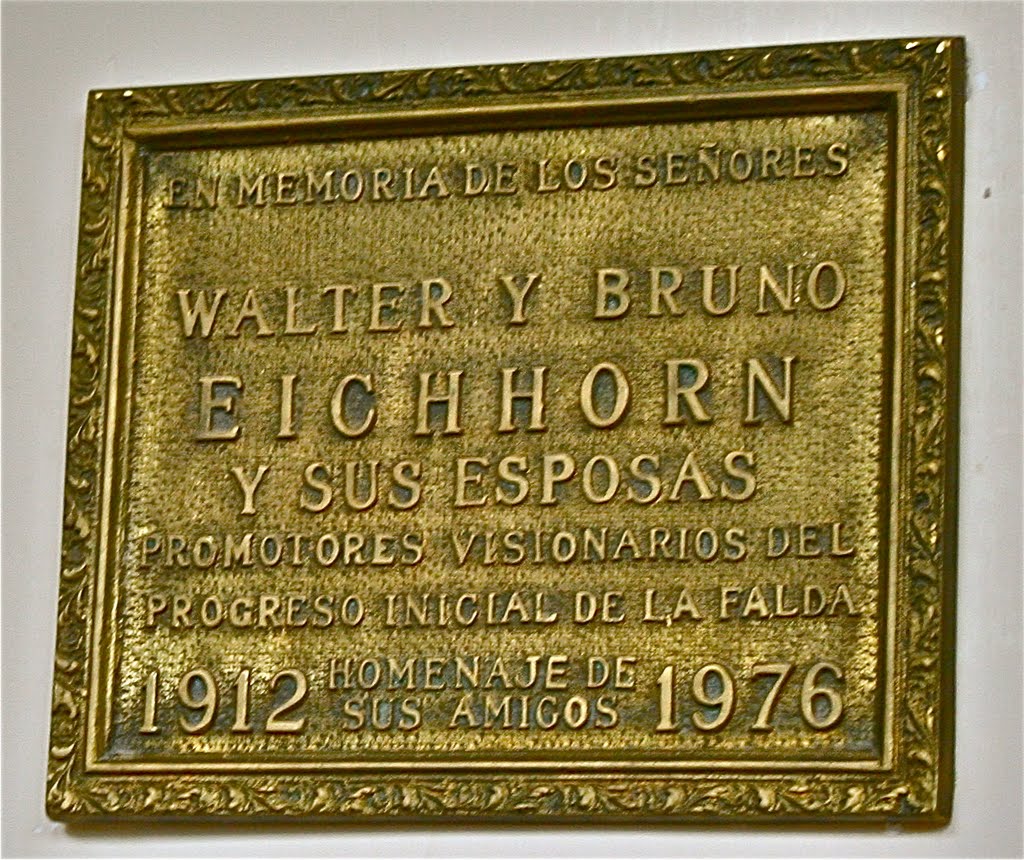 EN MEMORIA DE LOS SEÑORES
WALTER Y BRUNO
EICHHORN
Y SUS ESPOSAS
PROMOTORES VISIONARIOS DEL
PROGRESO INICIAL DE LA FALDA
1912 HOMENAJE DE 1976
SUS AMIGOS